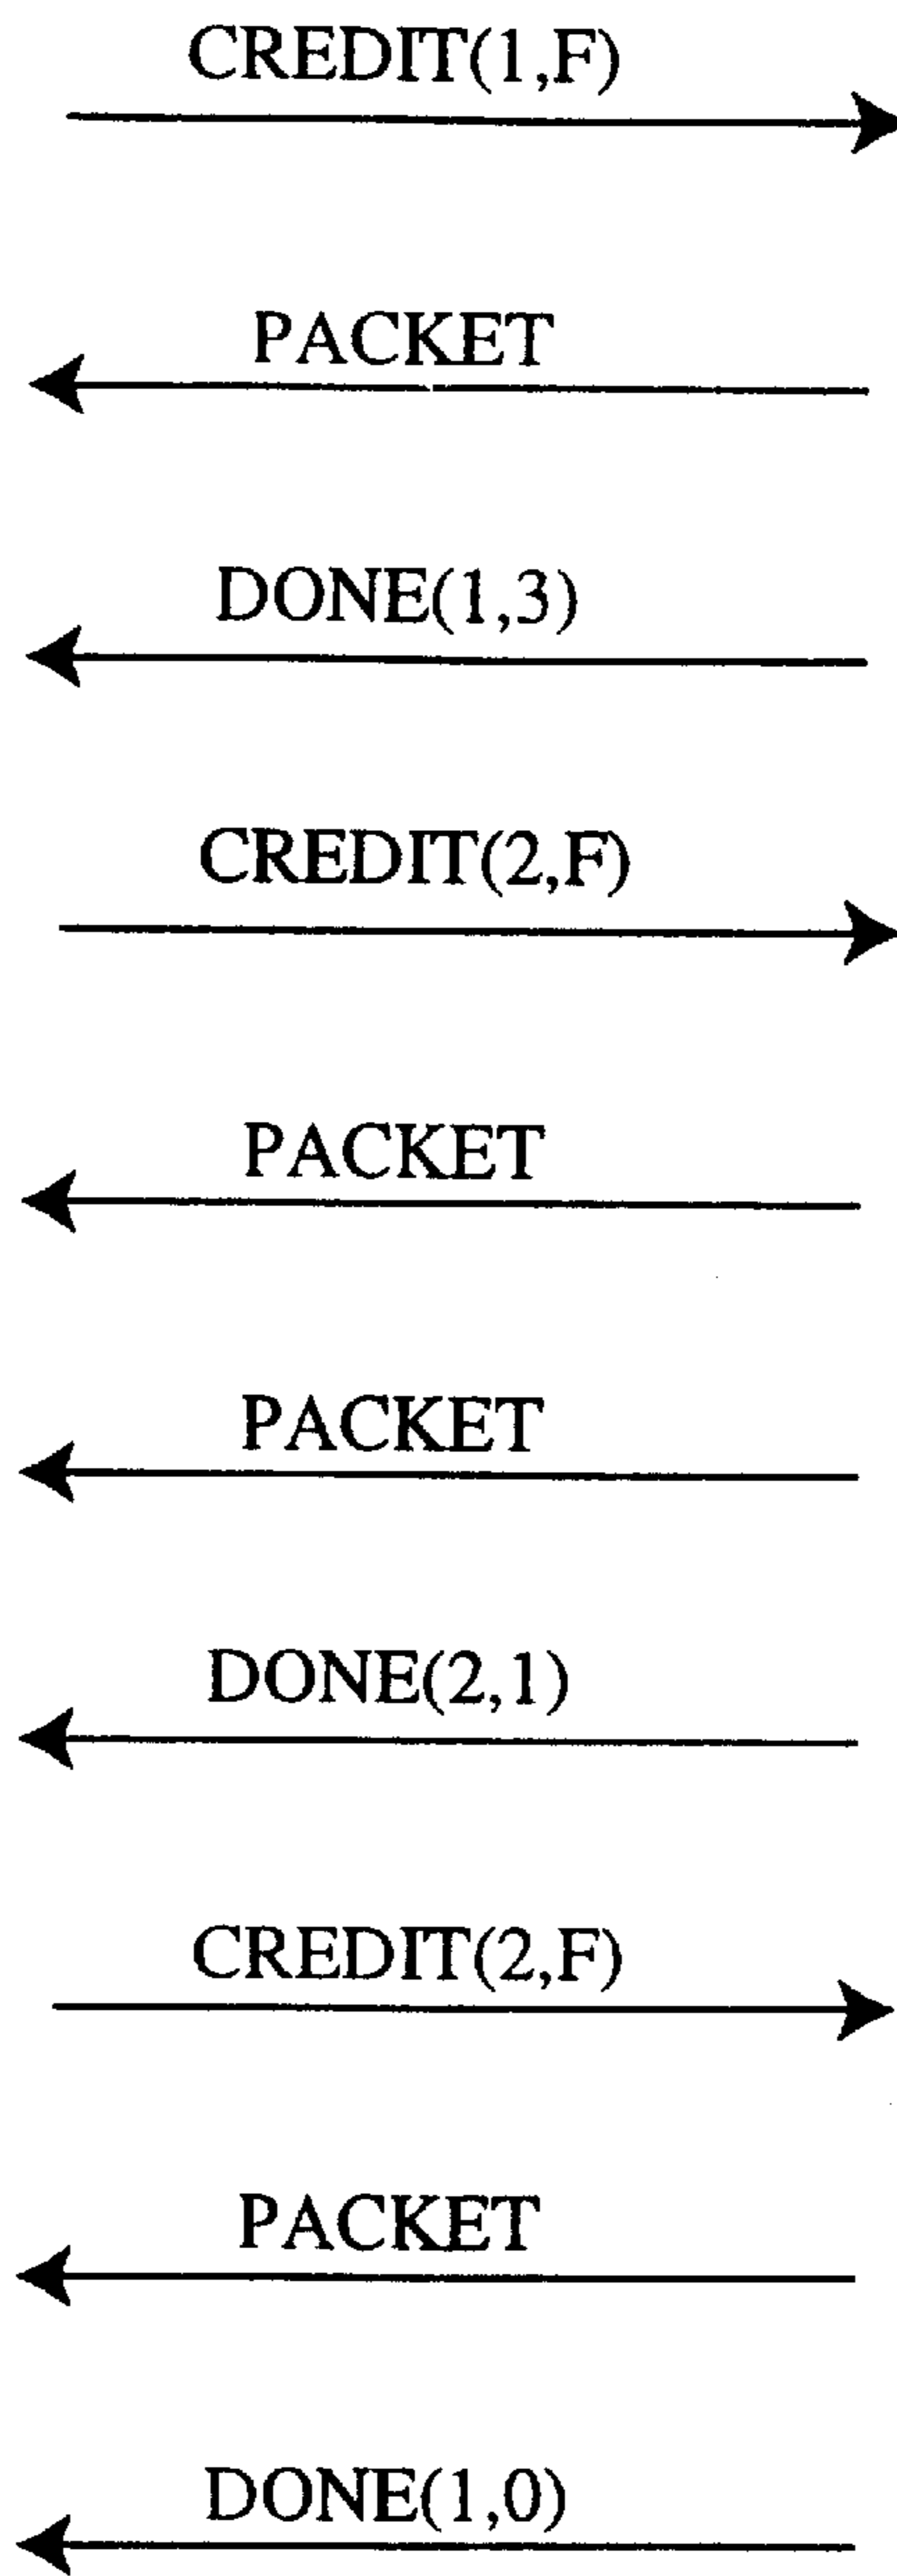 CREDIT(1,F)
PACKET
DONE(1,3)
CREDIT(2,F)
PACKET
PACKET
DONE(2,1)
CREDIT(2,F)
PACKET
DONE(1,0)